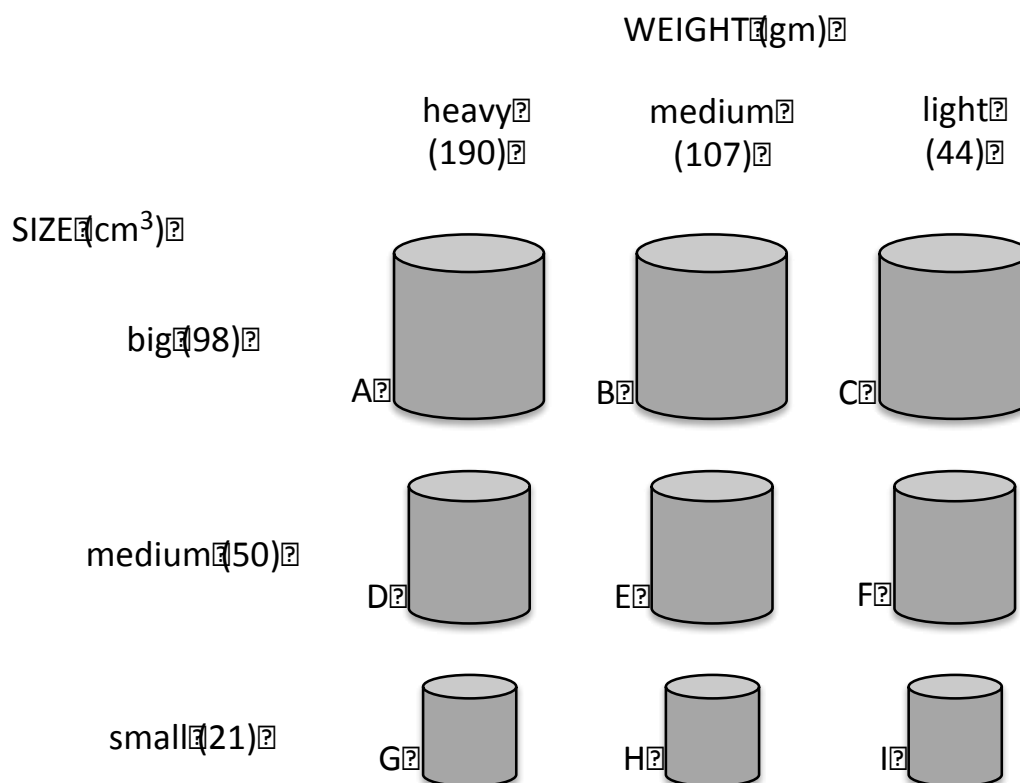 WEIGHT (gm)
heavy medium light
(190) (107) (44)
SIZE (cm³)
big (98)
A B C
medium (50)
D E F
small (21)
G H I